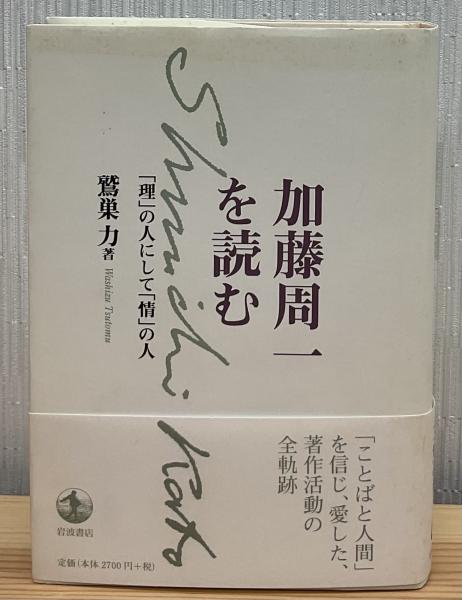 加藤周一
を読む
「理」の人にして「情」の人
鷲巣 力 著
Washizu Tsutomu
Shuichi Kato
「ことばと人間」
を信じ、愛した、
著作活動の
全軌跡
岩波書店
定価(本体 2700 円+税)